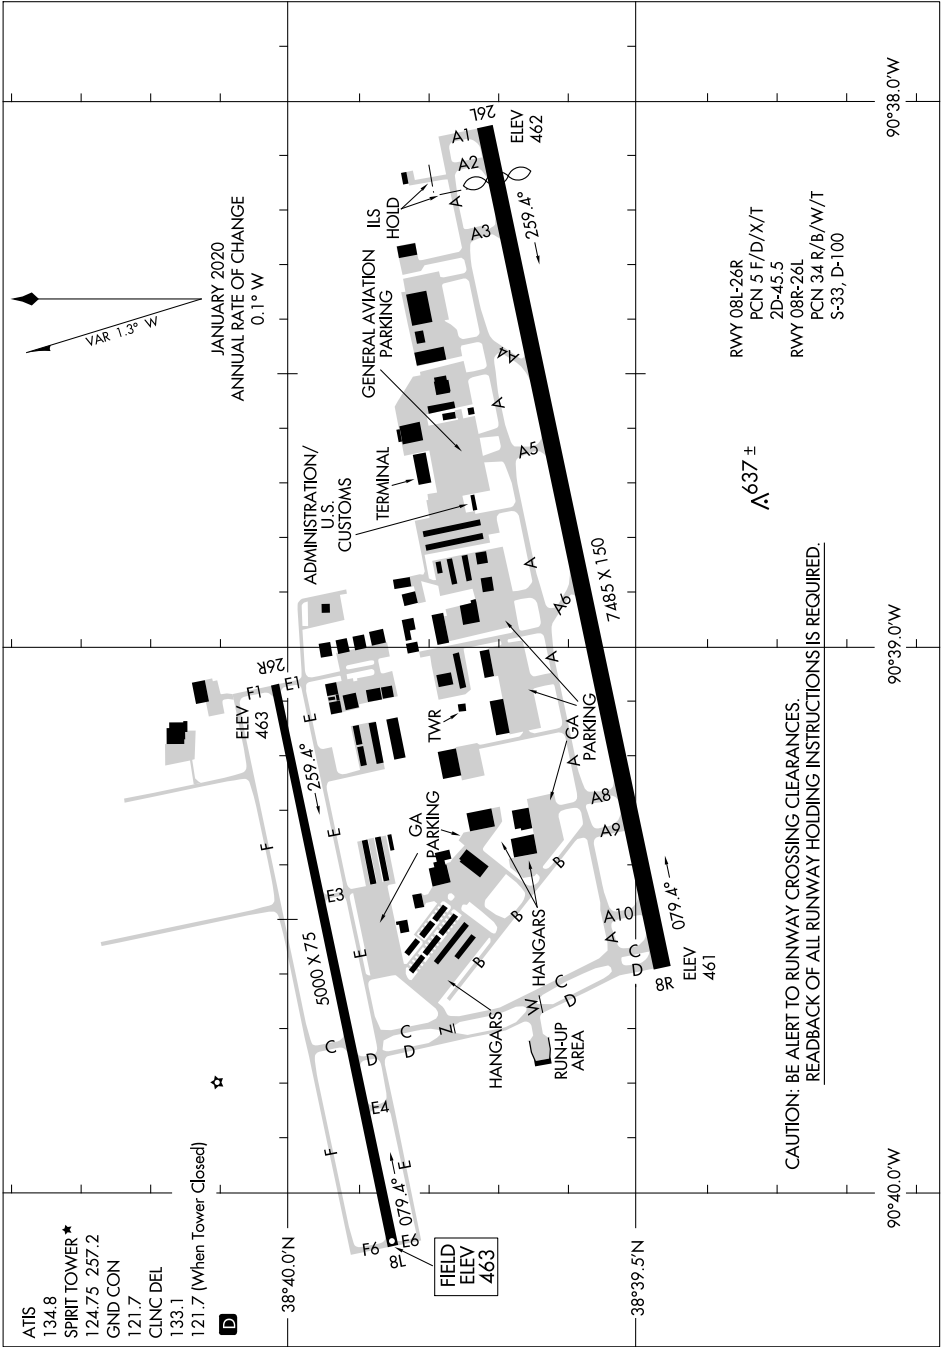 ATIS
134.8
SPIRIT TOWER★
124.75 257.2
GND CON
121.7
CLNC DEL
133.1
121.7 (When Tower Closed)
D
JANUARY 2020
ANNUAL RATE OF CHANGE
0.1° W
VAR 1.3° W
38°40.0'N
38°39.5'N
90°40.0'W
90°39.0'W
90°38.0'W
FIELD
ELEV
463
F6
E6
8L
079.4°
E
F
E4
D
C
5000 X 75
E3
E
F
E
259.4°
E
ELEV
463
F1
E1
26R
C
D
Z
B
B
B
C
D
W
HANGARS
HANGARS
RUN-UP
AREA
GA
PARKING
TWR
GA
PARKING
ADMINISTRATION/
U.S.
CUSTOMS
TERMINAL
GENERAL AVIATION
PARKING
ILS
HOLD
8R
ELEV
461
079.4°
C
D
A
A10
A9
A8
A
A
A6
A
A5
A
A4
A3
A
A2
A1
26L
ELEV
462
259.4°
7485 X 150
637 ±
RWY 08L-26R
PCN 5 F/D/X/T
2D-45.5
RWY 08R-26L
PCN 34 R/B/W/T
S-33, D-100
CAUTION: BE ALERT TO RUNWAY CROSSING CLEARANCES.
READBACK OF ALL RUNWAY HOLDING INSTRUCTIONS IS REQUIRED.